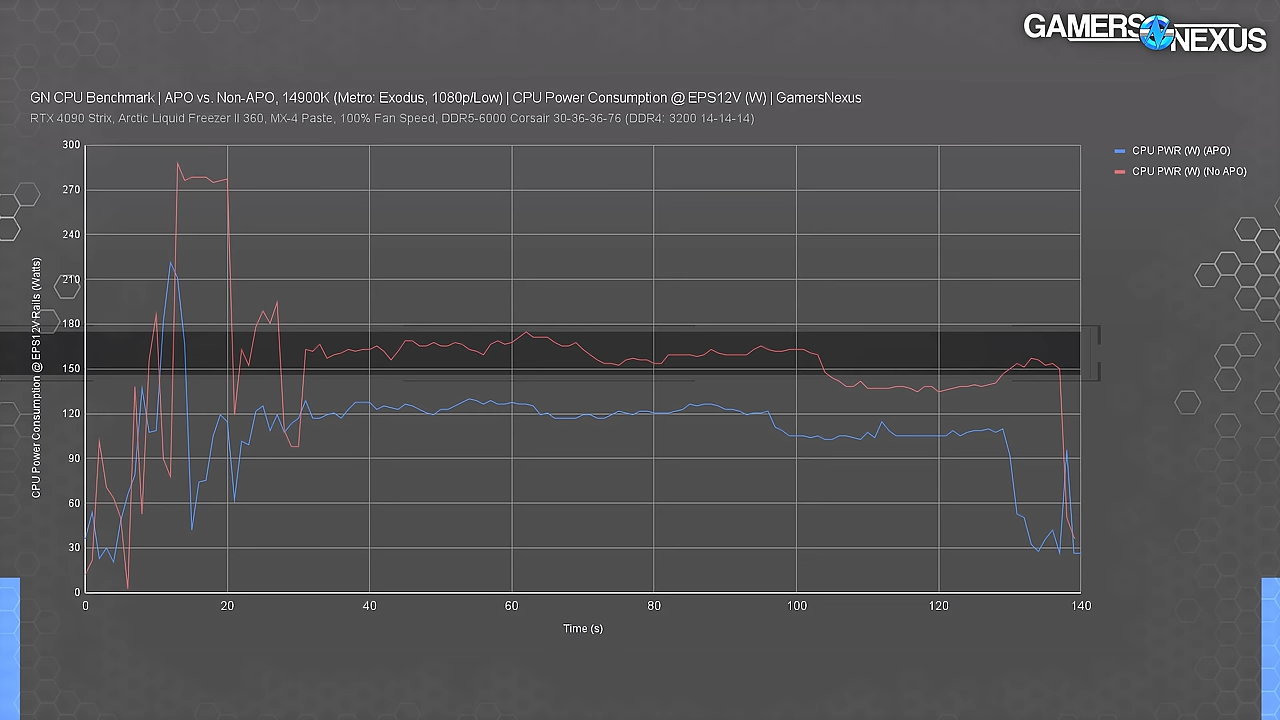 GAMERS NEXUS
GN CPU Benchmark | APO vs. Non-APO, 14900K (Metro: Exodus, 1080p/Low) | CPU Power Consumption @ EPS12V (W) | GamersNexus
RTX 4090 Strix, Arctic Liquid Freezer II 360, MX-4 Paste, 100% Fan Speed, DDR5-6000 Corsair 30-36-36-76 (DDR4: 3200 14-14-14)
CPU PWR (W) (APO)
CPU PWR (W) (No APO)
CPU Power Consumption @ EPS12V Rails (Watts)
300
270
240
210
180
150
120
90
60
30
0
0 20 40 60 80 100 120 140
Time (s)